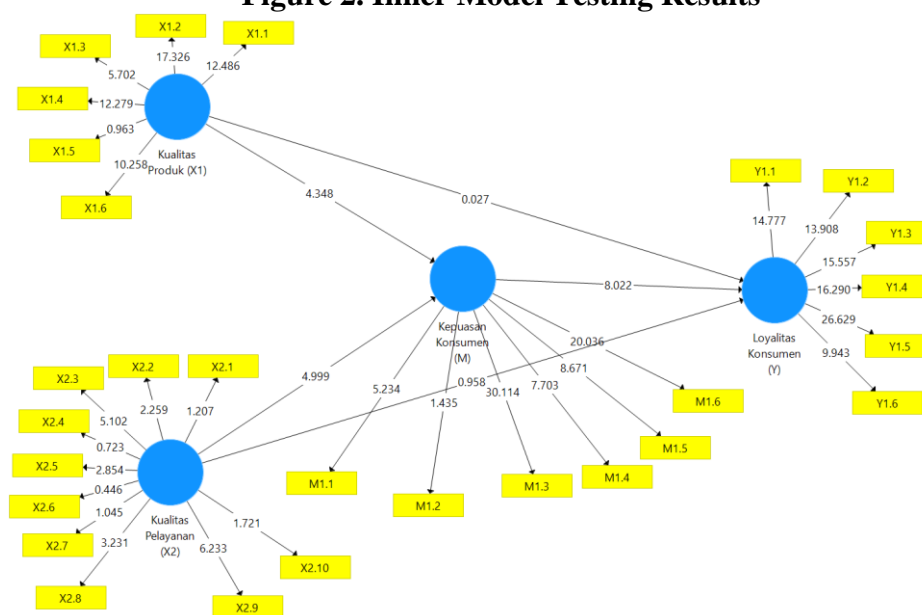 Figure 2. Inner Model Testing Results
X1.2
X1.1
X1.3
17.326
12.486
5.702
X1.4
12.279
0.963
X1.5
10.258
Kualitas
Produk (X1)
X1.6
4.348
0.027
Y1.1
Y1.2
14.777
13.908
Y1.3
15.557
16.290
Y1.4
26.629
Y1.5
9.943
Loyalitas
Konsumen
(Y)
Y1.6
8.022
Kepuasan
Konsumen
(M)
20.036
4.999
0.958
5.234
1.435
30.114
7.703
8.671
M1.6
M1.5
M1.4
M1.3
M1.1
M1.2
X2.2
X2.1
X2.3
2.259
1.207
5.102
X2.4
0.723
X2.5
2.854
0.446
X2.6
1.045
X2.7
3.231
Kualitas
Pelayanan
(X2)
1.721
6.233
X2.10
X2.8
X2.9